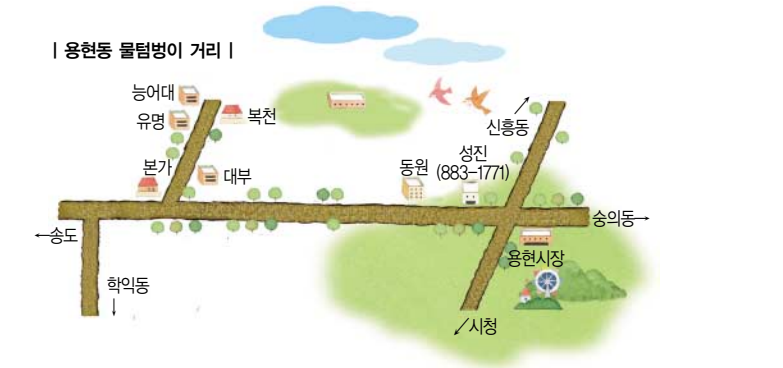 | 용현동 물텀벙이 거리 |
능어대
유명
복천
본가
대부
동원
성진
(883-1771)
신흥동
숭의동→
←송도
용현시장
학익동
↓
↙시청